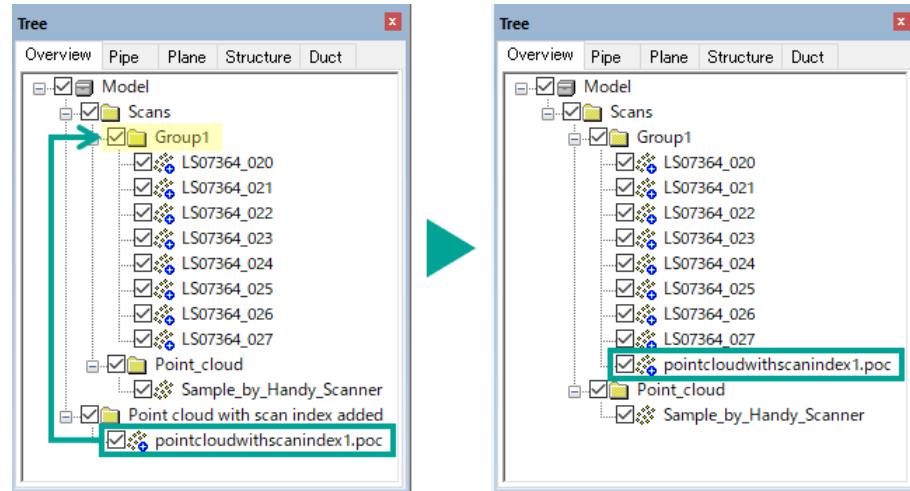 Tree
Overview Pipe Plane Structure Duct
Model
Scans
Group1
LS07364_020
LS07364_021
LS07364_022
LS07364_023
LS07364_024
LS07364_025
LS07364_026
LS07364_027
Point_cloud
Sample_by_Handy_Scanner
Point cloud with scan index added
pointcloudwithscanindex1.poc
Tree
Overview Pipe Plane Structure Duct
Model
Scans
Group1
LS07364_020
LS07364_021
LS07364_022
LS07364_023
LS07364_024
LS07364_025
LS07364_026
LS07364_027
pointcloudwithscanindex1.poc
Point_cloud
Sample_by_Handy_Scanner